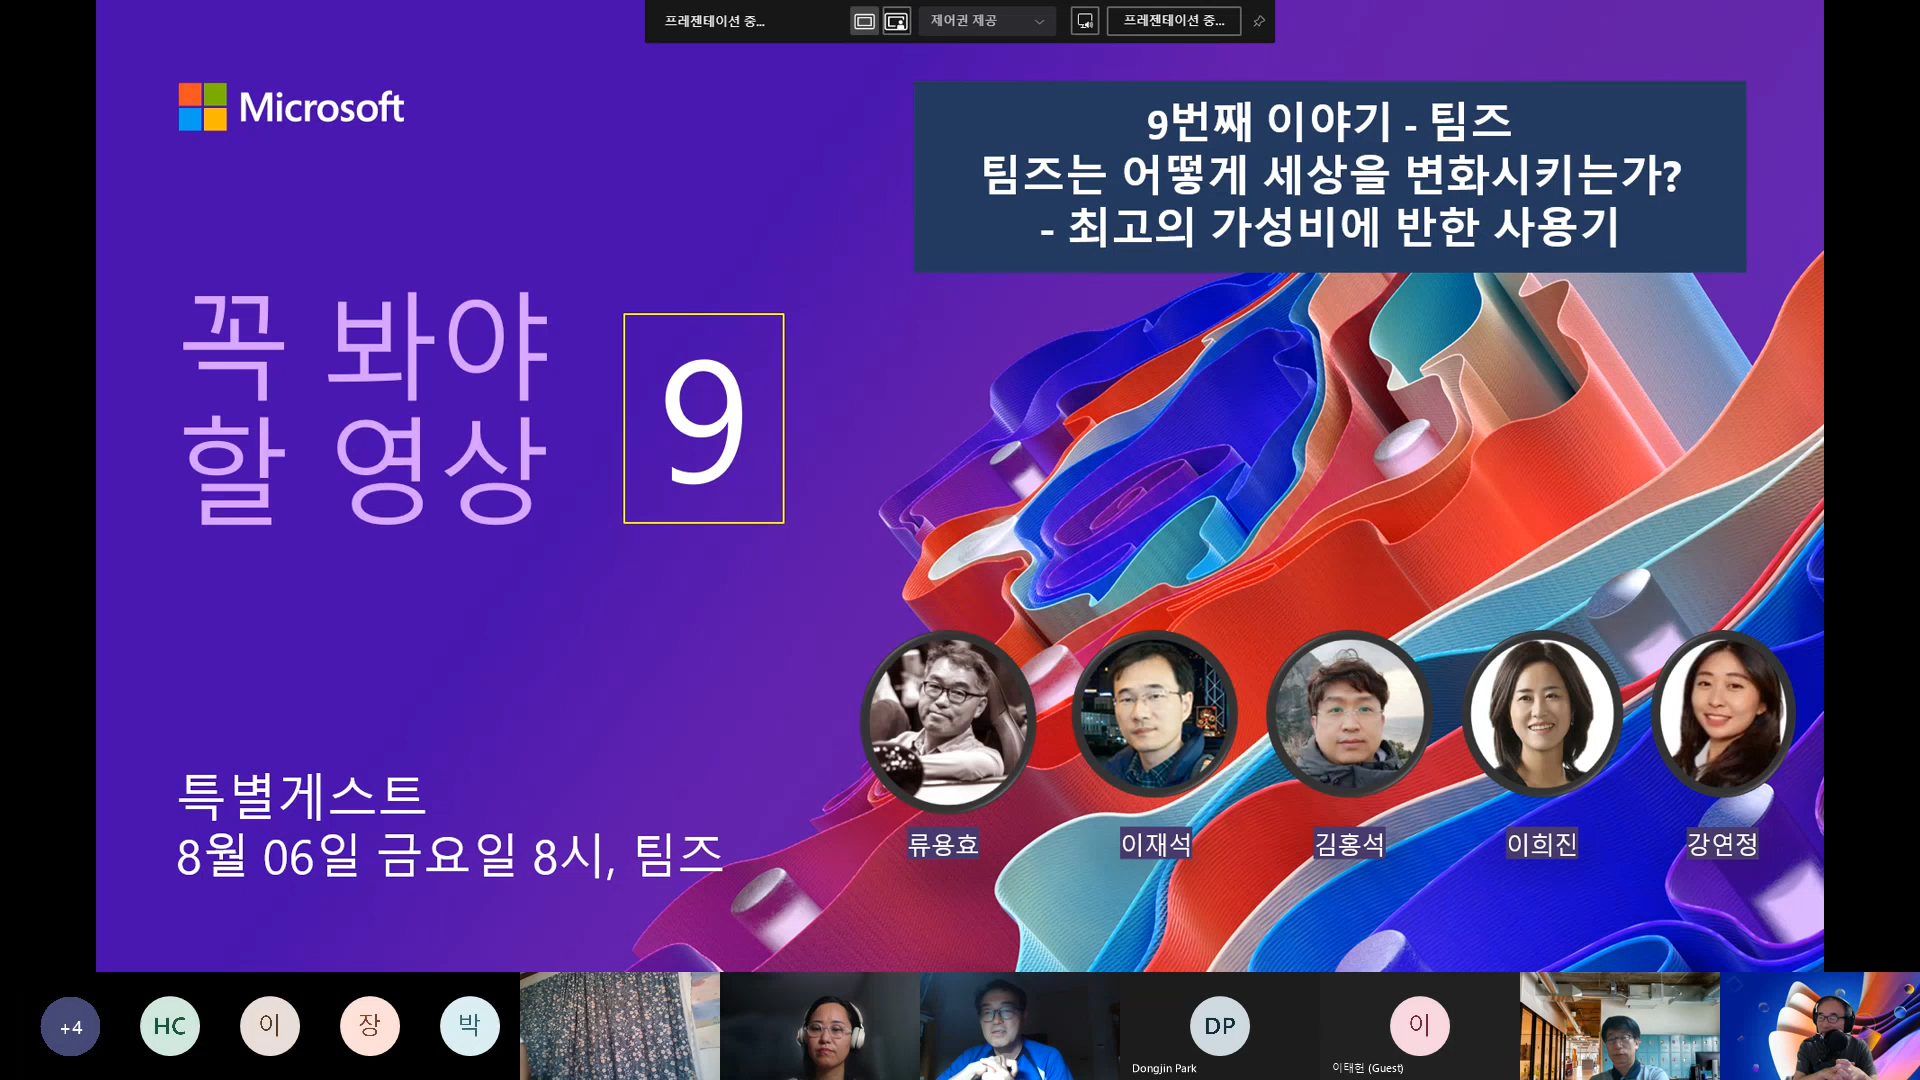 프레젠테이션 중...
제어권 제공
프레젠테이션 중...
Microsoft
9번째 이야기 - 팀즈
팀즈는 어떻게 세상을 변화시키는가?
- 최고의 가성비에 반한 사용기
꼭 봐야
할 영상
9
특별게스트
8월 06일 금요일 8시, 팀즈
류용효
이재석
김홍석
이희진
강연정
+4
HC
이
장
박
DP
Dongjin Park
이
이태헌 (Guest)